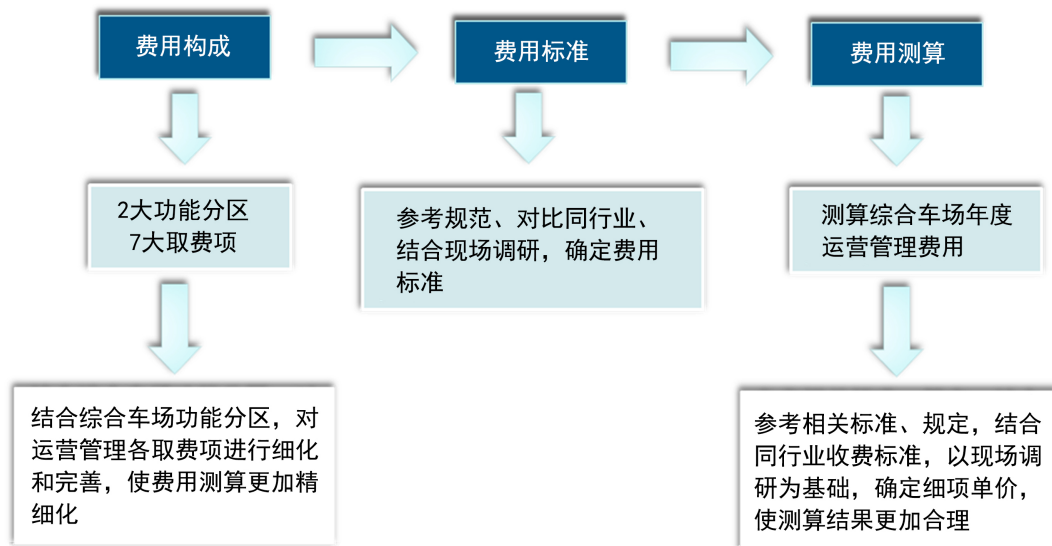 费用构成
费用标准
费用测算
2大功能分区
7大取费项
参考规范、对比同行业、
结合现场调研，确定费用
标准
测算综合车场年度
运营管理费用
结合综合车场功能分区，对
运营管理各取费项进行细化
和完善，使费用测算更加精
细化
参考相关标准、规定，结合
同行业收费标准，以现场调
研为基础，确定细项单价，
使测算结果更加合理